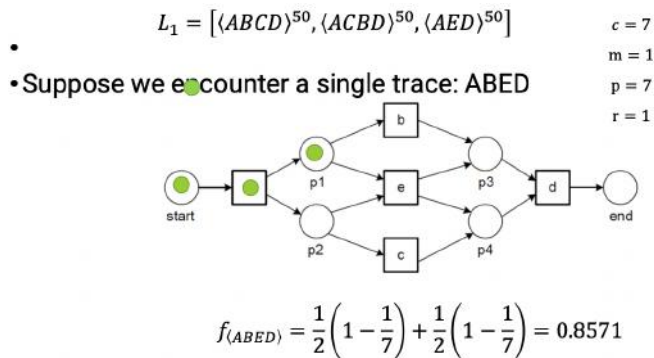 L₁ = [⟨ABCD⟩⁵⁰, ⟨ACBD⟩⁵⁰, ⟨AED⟩⁵⁰]
c = 7
m = 1
•
• Suppose we encounter a single trace: ABED
p = 7
r = 1
b
p1
p3
start
e
d
end
p2
p4
c
f⟨ABED⟩ = 1/2 (1 − 1/7) + 1/2 (1 − 1/7) = 0.8571